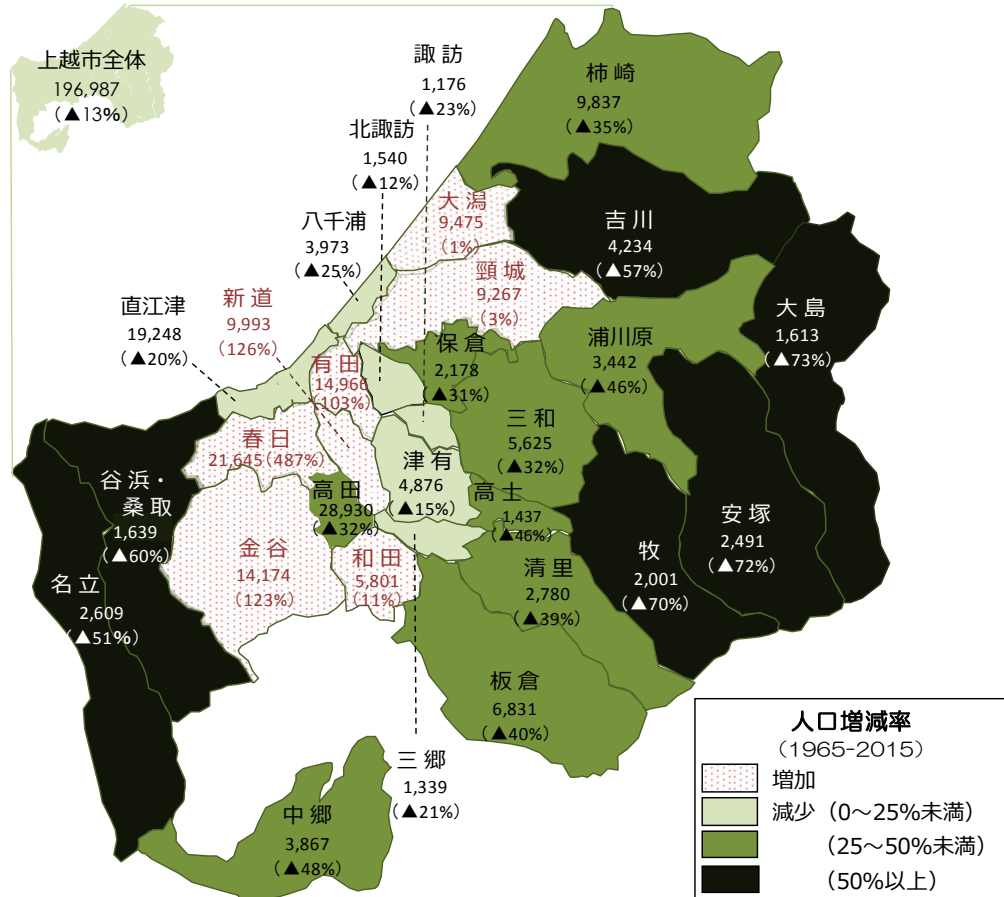 上越市全体
196,987
(▲13%)
諏訪
1,176
(▲23%)
柿崎
9,837
(▲35%)
北諏訪
1,540
(▲12%)
大潟
9,475
(1%)
吉川
4,234
(▲57%)
八千浦
3,973
(▲25%)
頸城
9,267
(3%)
新道
9,993
(126%)
直江津
19,248
(▲20%)
大島
1,613
(▲73%)
浦川原
3,442
(▲46%)
保倉
2,178
(▲31%)
有田
14,966
(103%)
三和
5,625
(▲32%)
春日
21,645(487%)
津有
4,876
(▲15%)
高田
28,930
(▲32%)
高士
1,437
(▲46%)
谷浜・
桑取
1,639
(▲60%)
安塚
2,491
(▲72%)
金谷
14,174
(123%)
和田
5,801
(11%)
牧
2,001
(▲70%)
清里
2,780
(▲39%)
名立
2,609
(▲51%)
板倉
6,831
(▲40%)
三郷
1,339
(▲21%)
中郷
3,867
(▲48%)
人口増減率
(1965-2015)
増加
減少(0~25%未満)
(25~50%未満)
(50%以上)